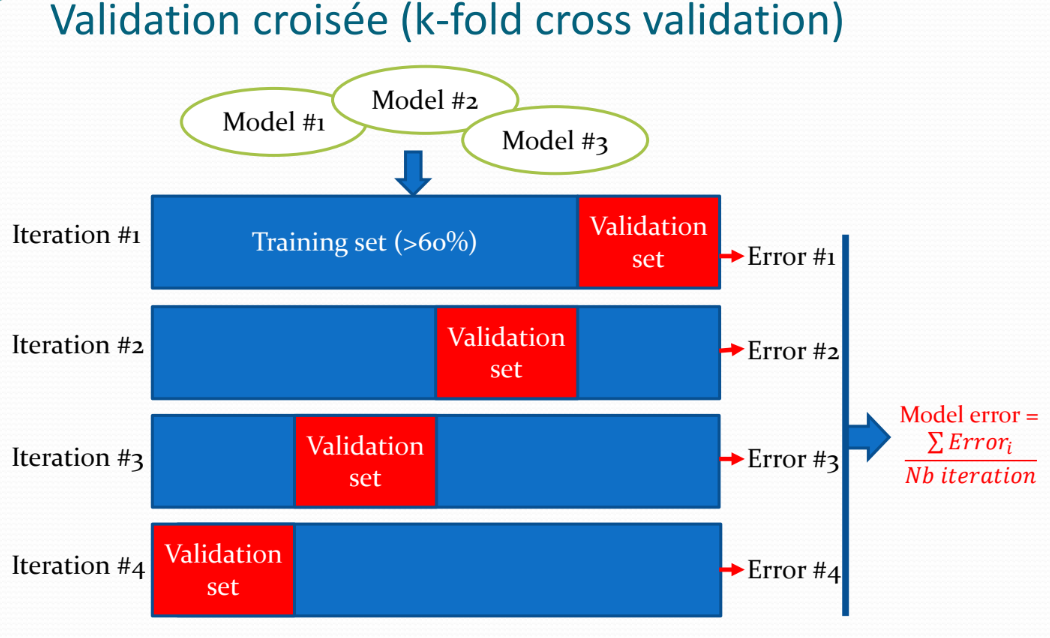 Validation croisée (k-fold cross validation)
Model #1
Model #2
Model #3
Iteration #1
Training set (>60%)
Validation
set
Error #1
Iteration #2
Validation
set
Error #2
Iteration #3
Validation
set
Error #3
Iteration #4
Validation
set
Error #4
Model error =
∑ Errorᵢ
Nb iteration